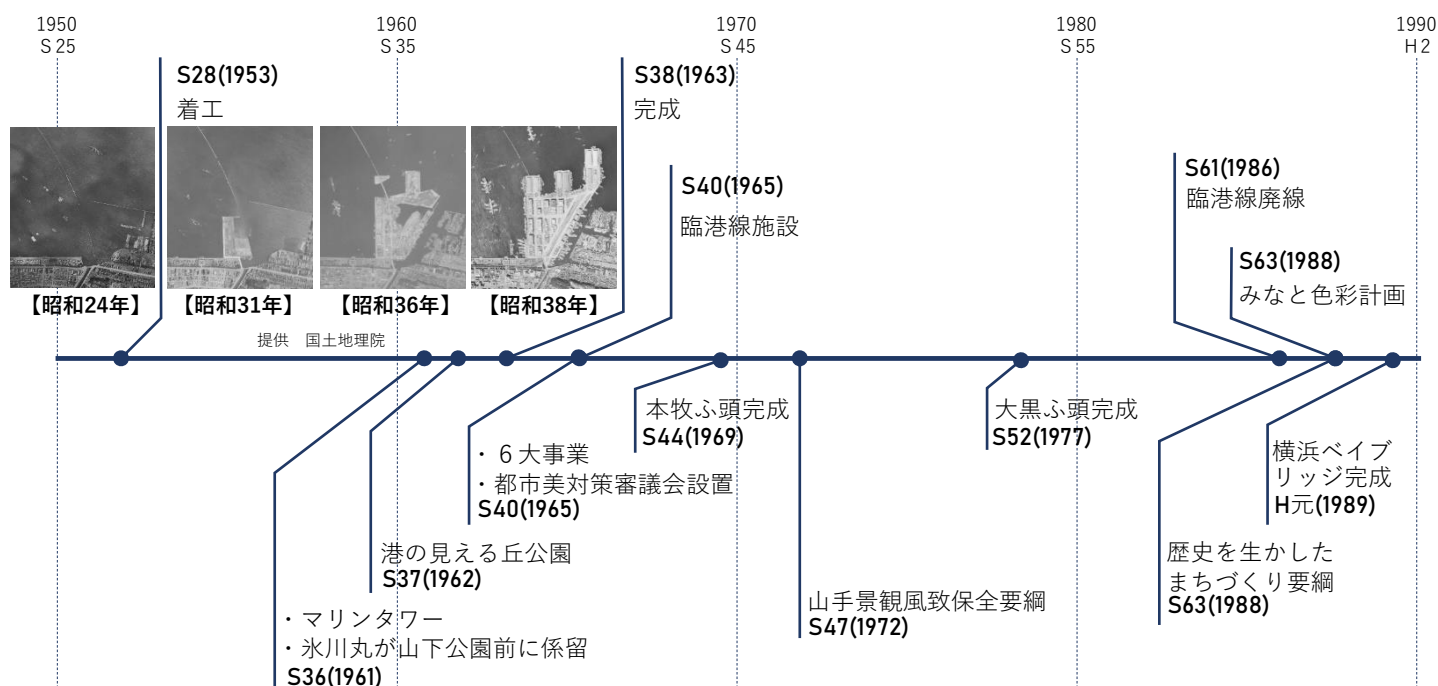 1950
S25
1960
S35
1970
S45
1980
S55
1990
H2
S28(1953)
着工
S38(1963)
完成
S40(1965)
臨港線施設
S61(1986)
臨港線廃線
S63(1988)
みなと色彩計画
【昭和24年】
【昭和31年】
【昭和36年】
【昭和38年】
提供　国土地理院
本牧ふ頭完成
S44(1969)
大黒ふ頭完成
S52(1977)
・６大事業
・都市美対策審議会設置
S40(1965)
横浜ベイブ
リッジ完成
H元(1989)
港の見える丘公園
S37(1962)
歴史を生かした
まちづくり要綱
S63(1988)
山手景観風致保全要綱
S47(1972)
・マリンタワー
・氷川丸が山下公園前に係留
S36(1961)